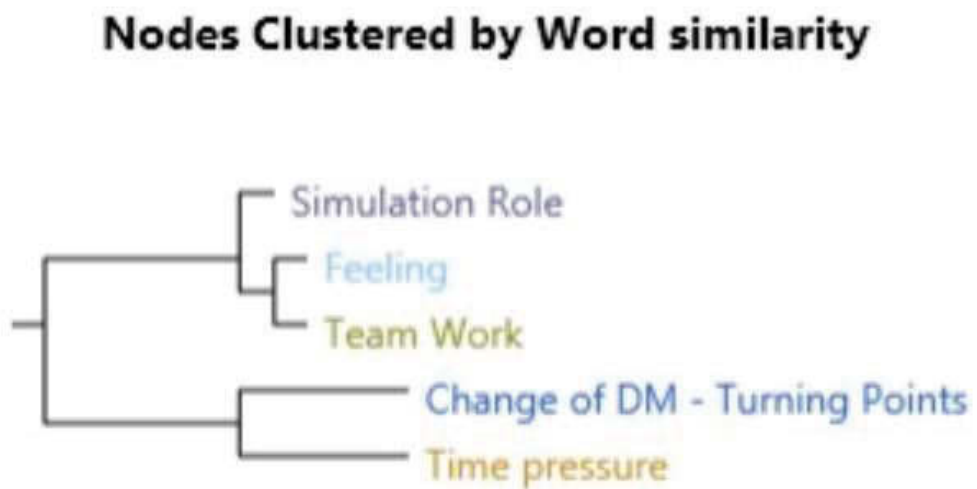 Nodes Clustered by Word similarity
Simulation Role
Feeling
Team Work
Change of DM - Turning Points
Time pressure